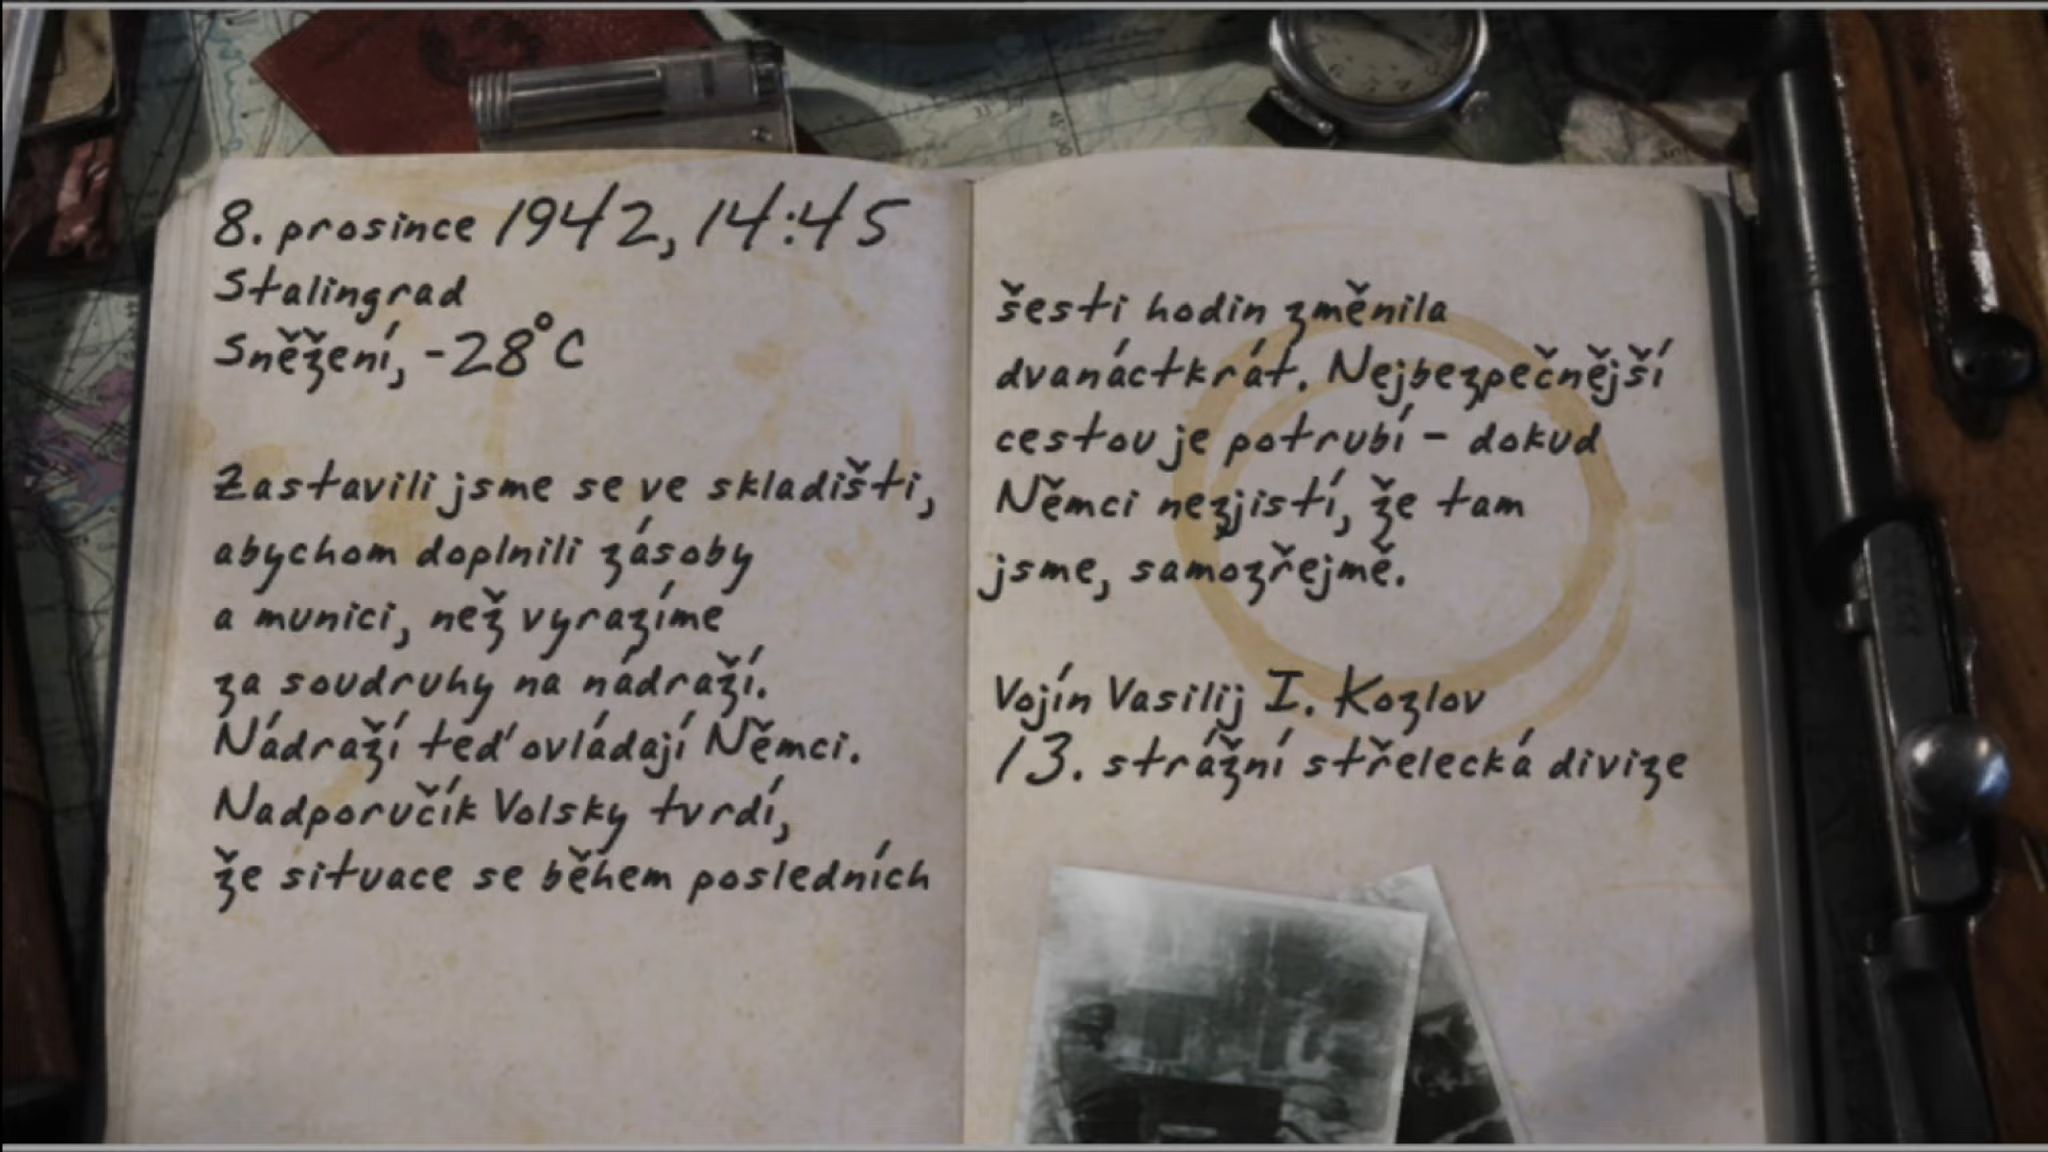 8. prosince 1942, 14:45
Stalingrad
Sněžení, -28°C
Zastavili jsme se ve skladišti,
abychom doplnili zásoby
a munici, než vyrazíme
za soudruhy na nádraží.
Nádraží teď ovládají Němci.
Nadporučík Volsky tvrdí,
že situace se během posledních
šesti hodin změnila
dvanáctkrát. Nejbezpečnější
cestou je potrubí - dokud
Němci nezjistí, že tam
jsme, samozřejmě.
Vojín Vasilij I. Kozlov
13. strážní střelecká divize